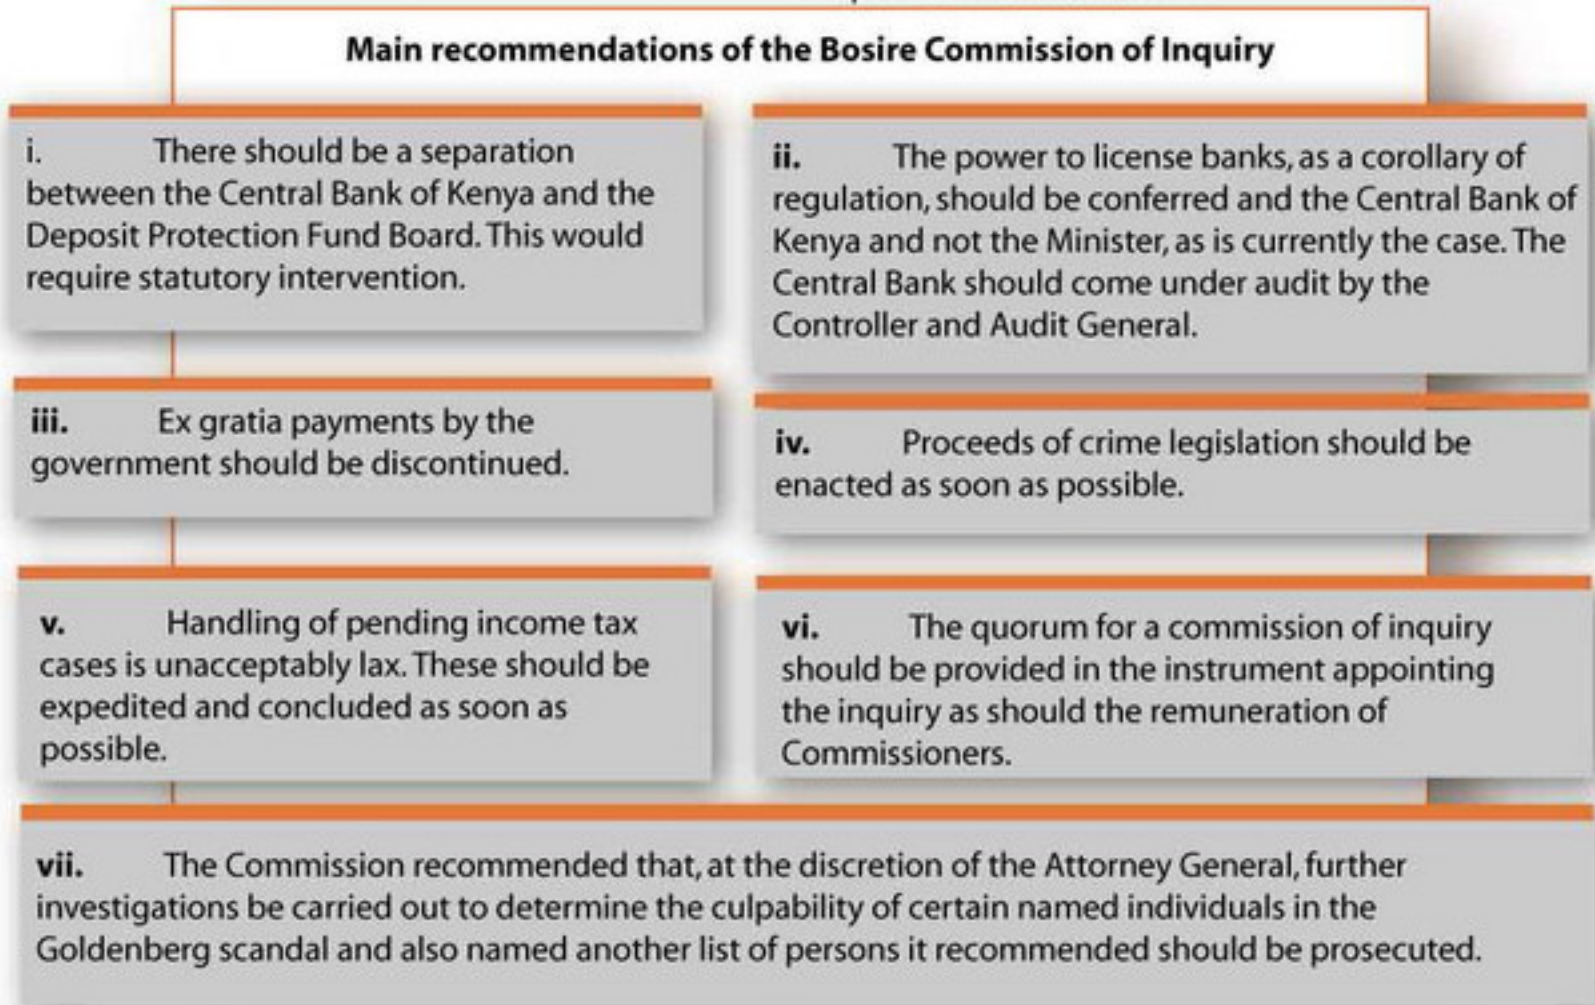 Main recommendations of the Bosire Commission of Inquiry
i. There should be a separation
between the Central Bank of Kenya and the
Deposit Protection Fund Board. This would
require statutory intervention.
ii. The power to license banks, as a corollary of
regulation, should be conferred and the Central Bank of
Kenya and not the Minister, as is currently the case. The
Central Bank should come under audit by the
Controller and Audit General.
iii. Ex gratia payments by the
government should be discontinued.
iv. Proceeds of crime legislation should be
enacted as soon as possible.
v. Handling of pending income tax
cases is unacceptably lax. These should be
expedited and concluded as soon as
possible.
vi. The quorum for a commission of inquiry
should be provided in the instrument appointing
the inquiry as should the remuneration of
Commissioners.
vii. The Commission recommended that, at the discretion of the Attorney General, further
investigations be carried out to determine the culpability of certain named individuals in the
Goldenberg scandal and also named another list of persons it recommended should be prosecuted.